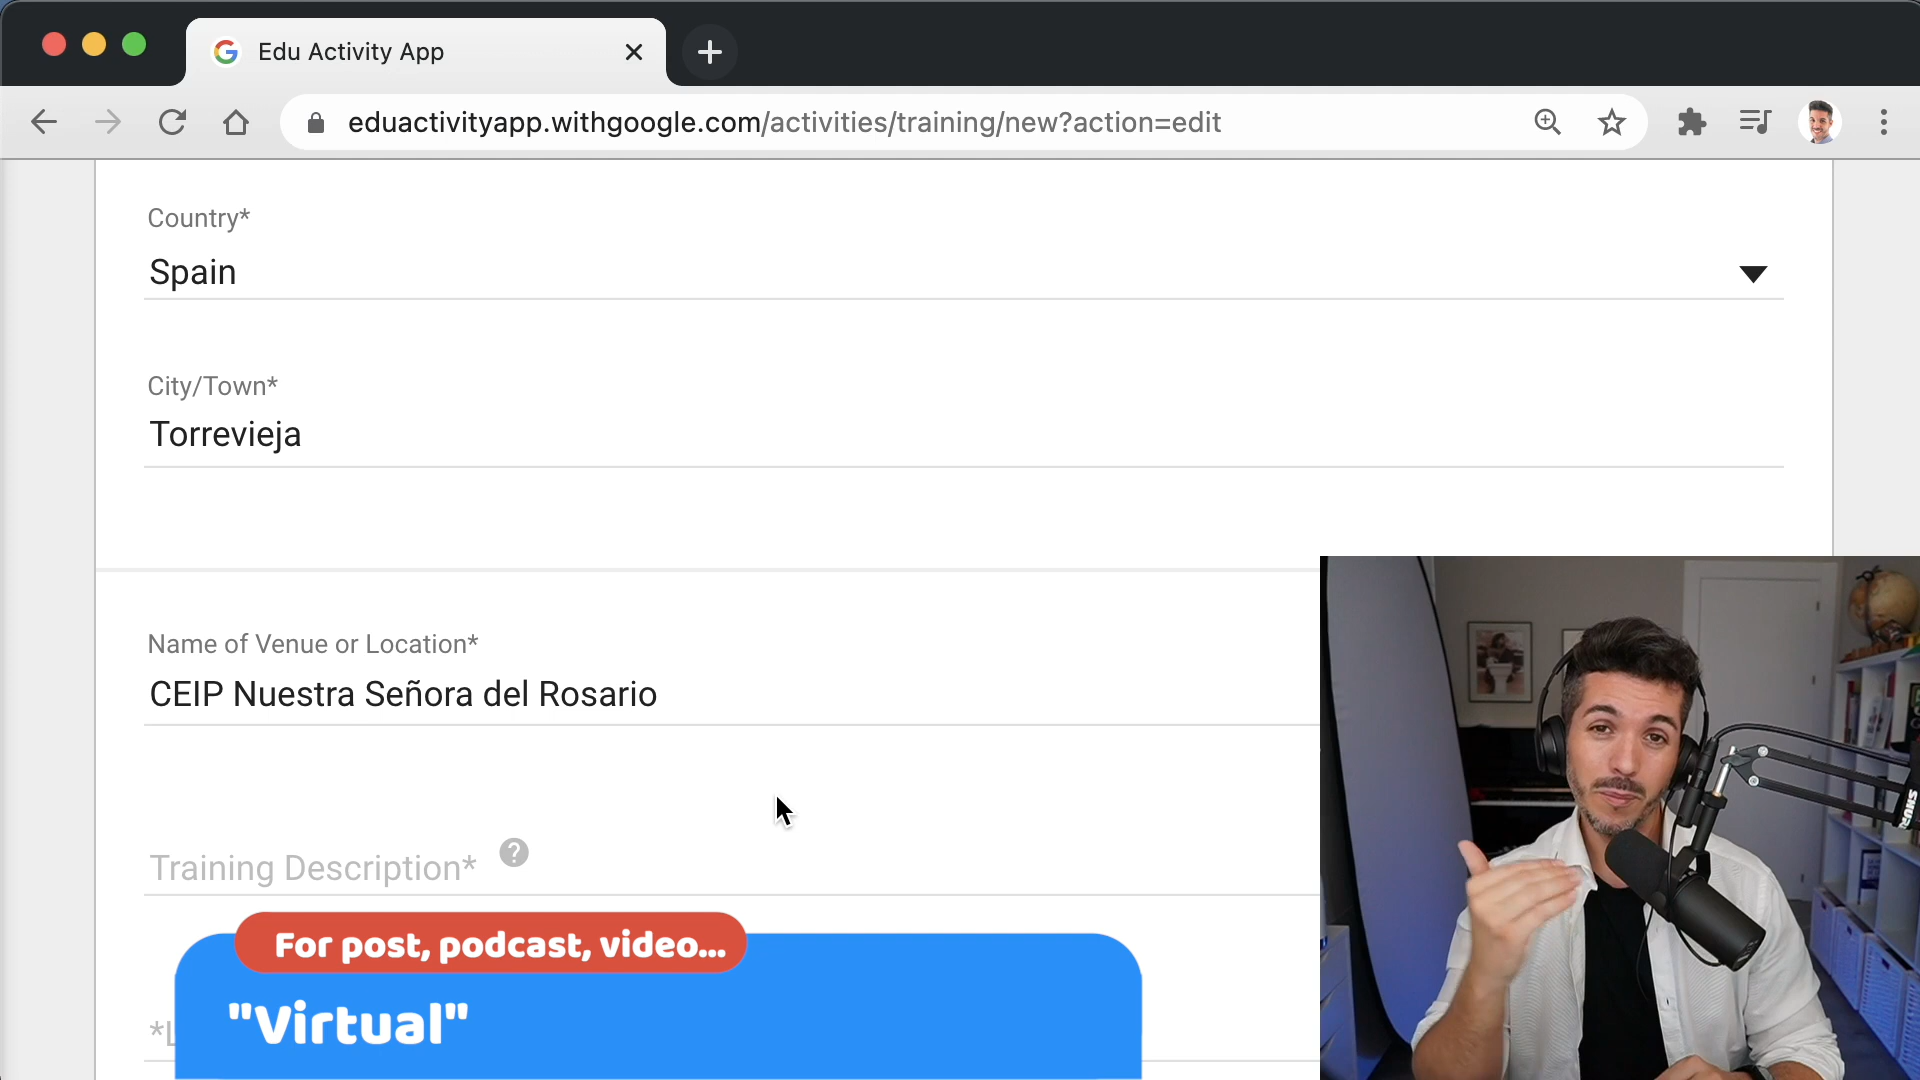 Edu Activity App
eduactivityapp.withgoogle.com/activities/training/new?action=edit
Country*
Spain
City/Town*
Torrevieja
Name of Venue or Location*
CEIP Nuestra Señora del Rosario
Training Description*
For post, podcast, video...
"Virtual"
SHURE